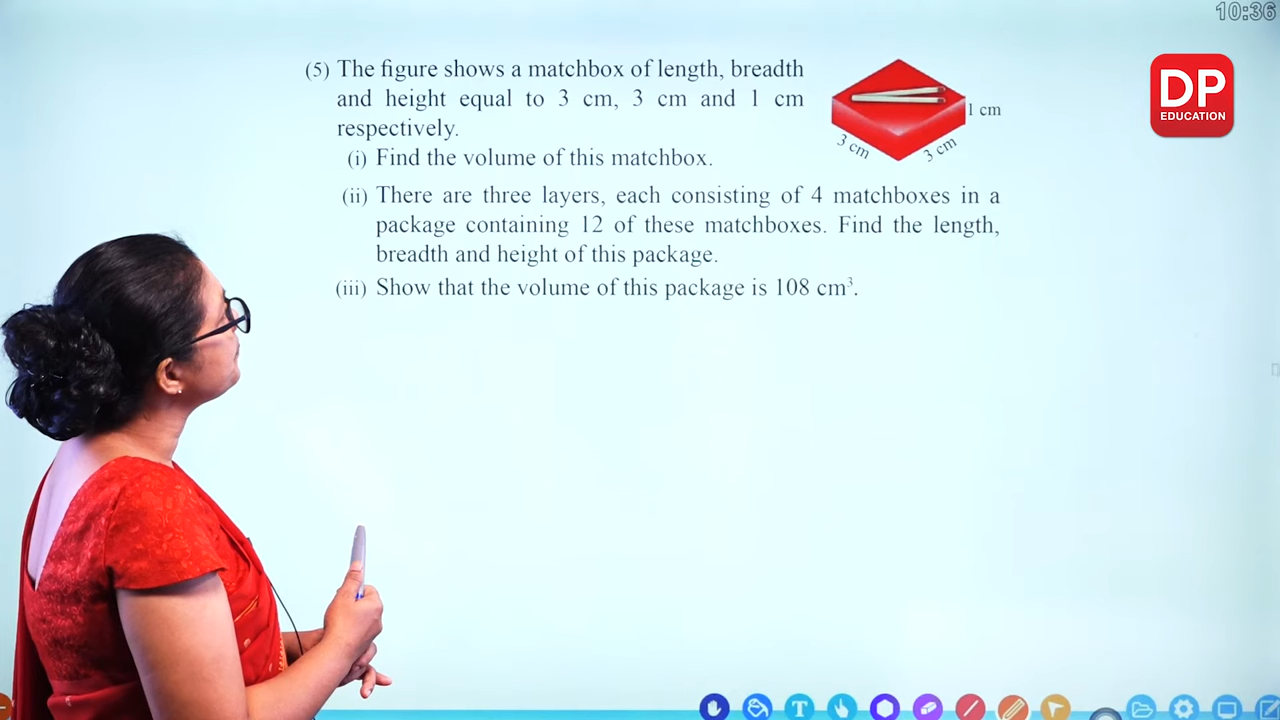 10:36
DP
EDUCATION
(5) The figure shows a matchbox of length, breadth
and height equal to 3 cm, 3 cm and 1 cm
respectively.
1 cm
3 cm
3 cm
(i) Find the volume of this matchbox.
(ii) There are three layers, each consisting of 4 matchboxes in a
package containing 12 of these matchboxes. Find the length,
breadth and height of this package.
(iii) Show that the volume of this package is 108 cm³.
T